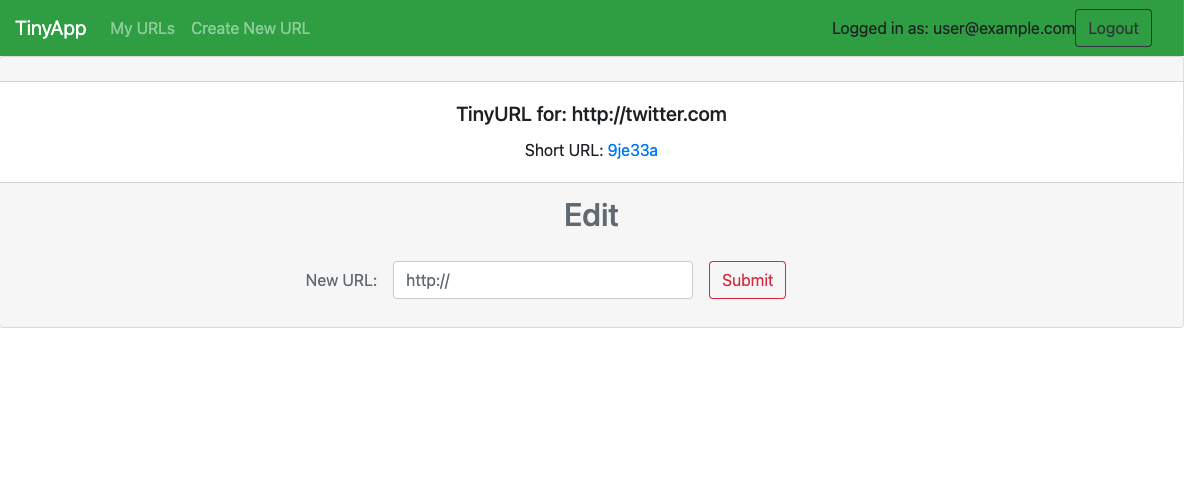 TinyApp My URLs Create New URL Logged in as: user@example.com Logout
TinyURL for: http://twitter.com
Short URL: 9je33a
Edit
New URL: http:// Submit